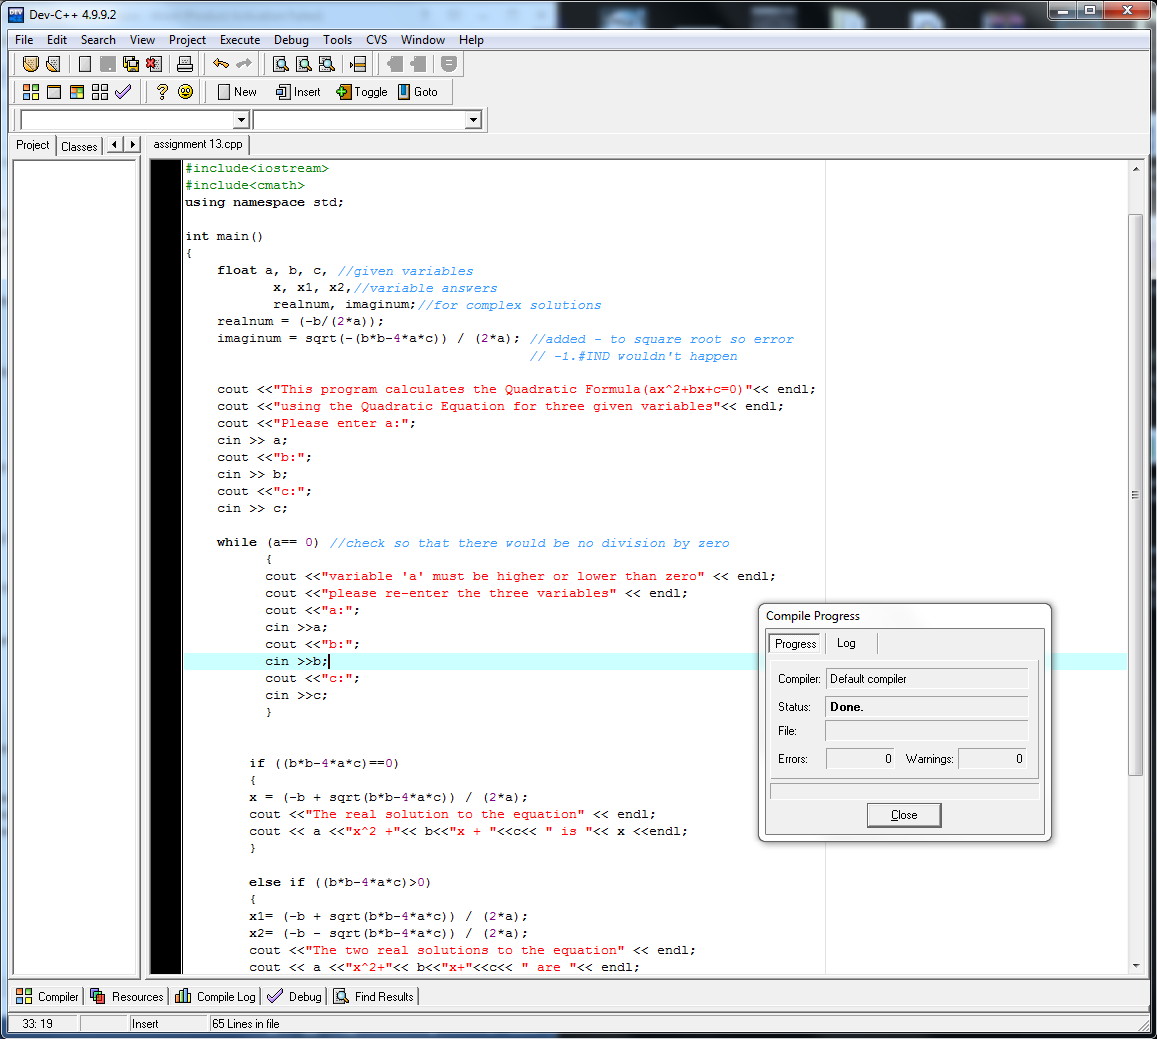 Dev-C++ 4.9.9.2
File Edit Search View Project Execute Debug Tools CVS Window Help
New Insert Toggle Goto
Project Classes
assignment 13.cpp
#include<iostream>
#include<cmath>
using namespace std;
int main()
{
float a, b, c, //given variables
x, x1, x2,//variable answers
realnum, imaginum;//for complex solutions
realnum = (-b/(2*a));
imaginum = sqrt(-(b*b-4*a*c)) / (2*a); //added - to square root so error
// -1.#IND wouldn't happen
cout <<"This program calculates the Quadratic Formula(ax^2+bx+c=0)"<< endl;
cout <<"using the Quadratic Equation for three given variables"<< endl;
cout <<"Please enter a:";
cin >> a;
cout <<"b:";
cin >> b;
cout <<"c:";
cin >> c;
while (a== 0) //check so that there would be no division by zero
{
cout <<"variable 'a' must be higher or lower than zero" << endl;
cout <<"please re-enter the three variables" << endl;
cout <<"a:";
cin >>a;
cout <<"b:";
cin >>b;
cout <<"c:";
cin >>c;
}
if ((b*b-4*a*c)==0)
{
x = (-b + sqrt(b*b-4*a*c)) / (2*a);
cout <<"The real solution to the equation" << endl;
cout << a <<"x^2 +"<< b<<"x + "<<c<< " is "<< x <<endl;
}
else if ((b*b-4*a*c)>0)
{
x1= (-b + sqrt(b*b-4*a*c)) / (2*a);
x2= (-b - sqrt(b*b-4*a*c)) / (2*a);
cout <<"The two real solutions to the equation" << endl;
cout << a <<"x^2+"<< b<<"x+"<<c<< " are "<< endl;
Compile Progress
Progress Log
Compiler: Default compiler
Status: Done.
File:
Errors: 0 Warnings: 0
Close
Compiler Resources Compile Log Debug Find Results
33: 19 Insert 65 Lines in file